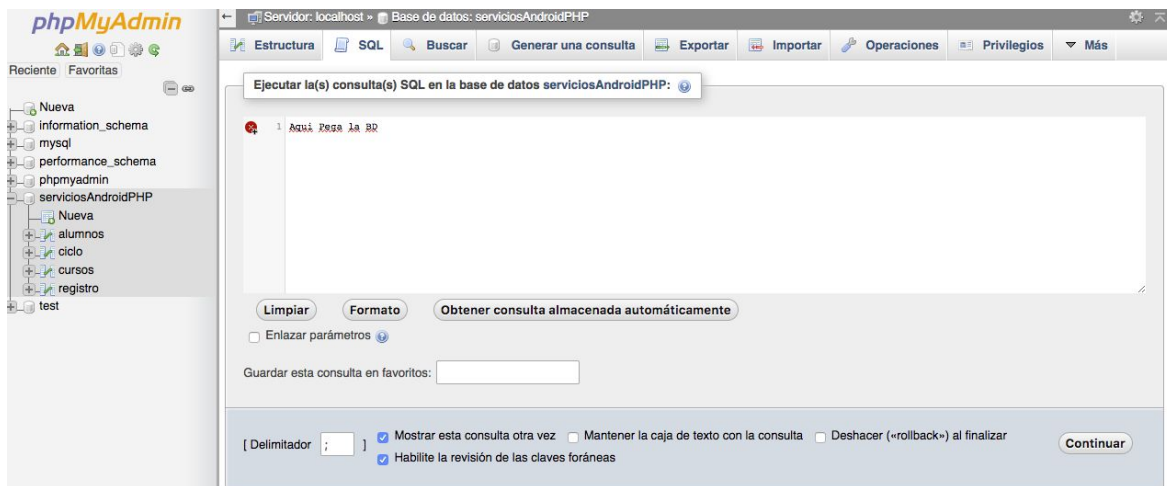 phpMyAdmin
Reciente Favoritas
Nueva
information_schema
mysql
performance_schema
phpmyadmin
serviciosAndroidPHP
Nueva
alumnos
ciclo
cursos
registro
test
Servidor: localhost » Base de datos: serviciosAndroidPHP
Estructura SQL Buscar Generar una consulta Exportar Importar Operaciones Privilegios Más
Ejecutar la(s) consulta(s) SQL en la base de datos serviciosAndroidPHP:
1 Aqui Pega la BD
Limpiar Formato Obtener consulta almacenada automáticamente
Enlazar parámetros
Guardar esta consulta en favoritos:
[ Delimitador ; ] Mostrar esta consulta otra vez Mantener la caja de texto con la consulta Deshacer («rollback») al finalizar Continuar
Habilite la revisión de las claves foráneas